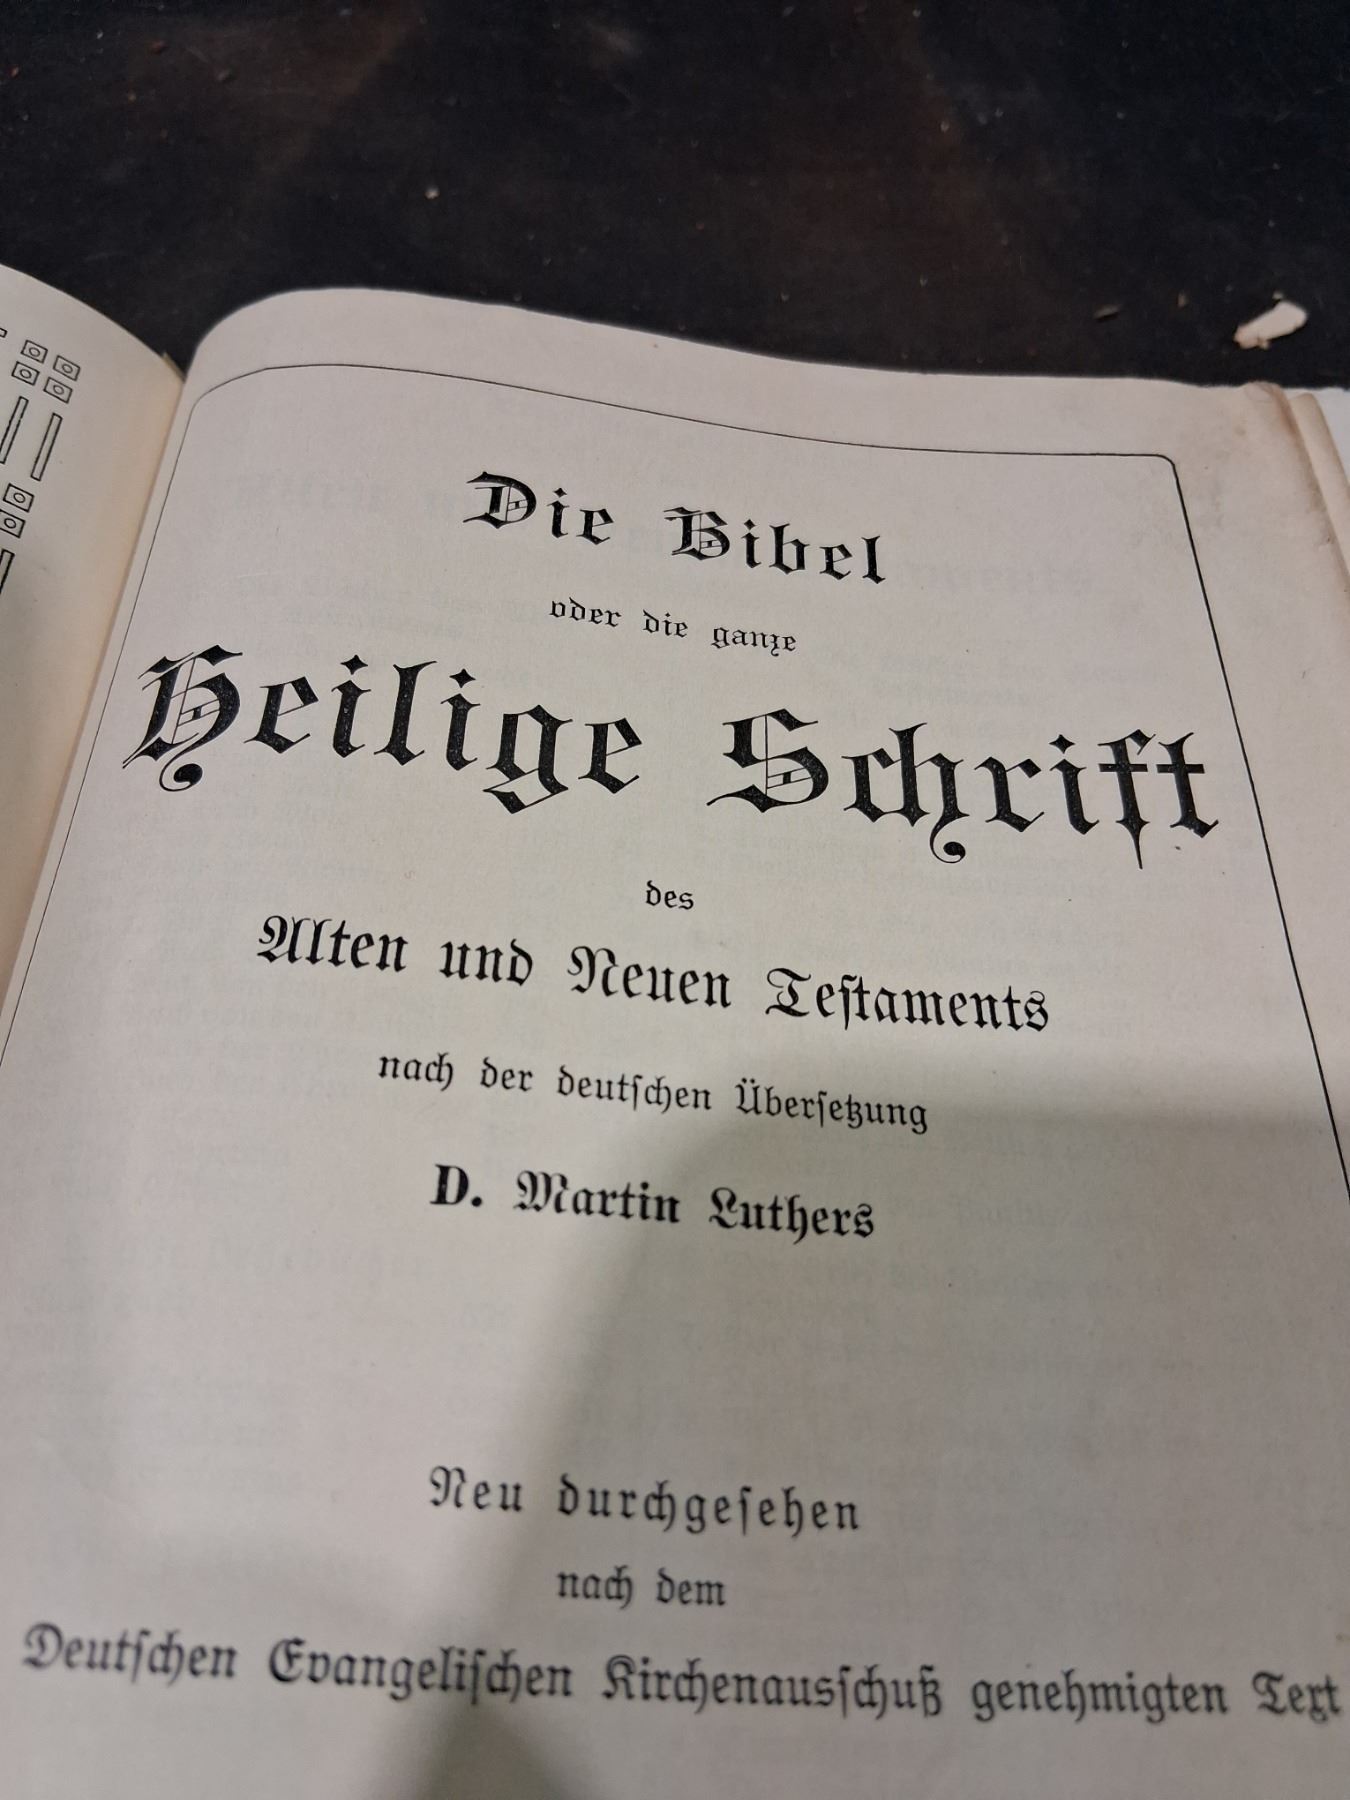 Die Bibel
oder die ganze
Heilige Schrift
des
Alten und Neuen Teſtaments
nach der deutſchen Überſetzung
D. Martin Luthers
Neu durchgeſehen
nach dem
Deutſchen Evangeliſchen Kirchenausſchuß genehmigten Text